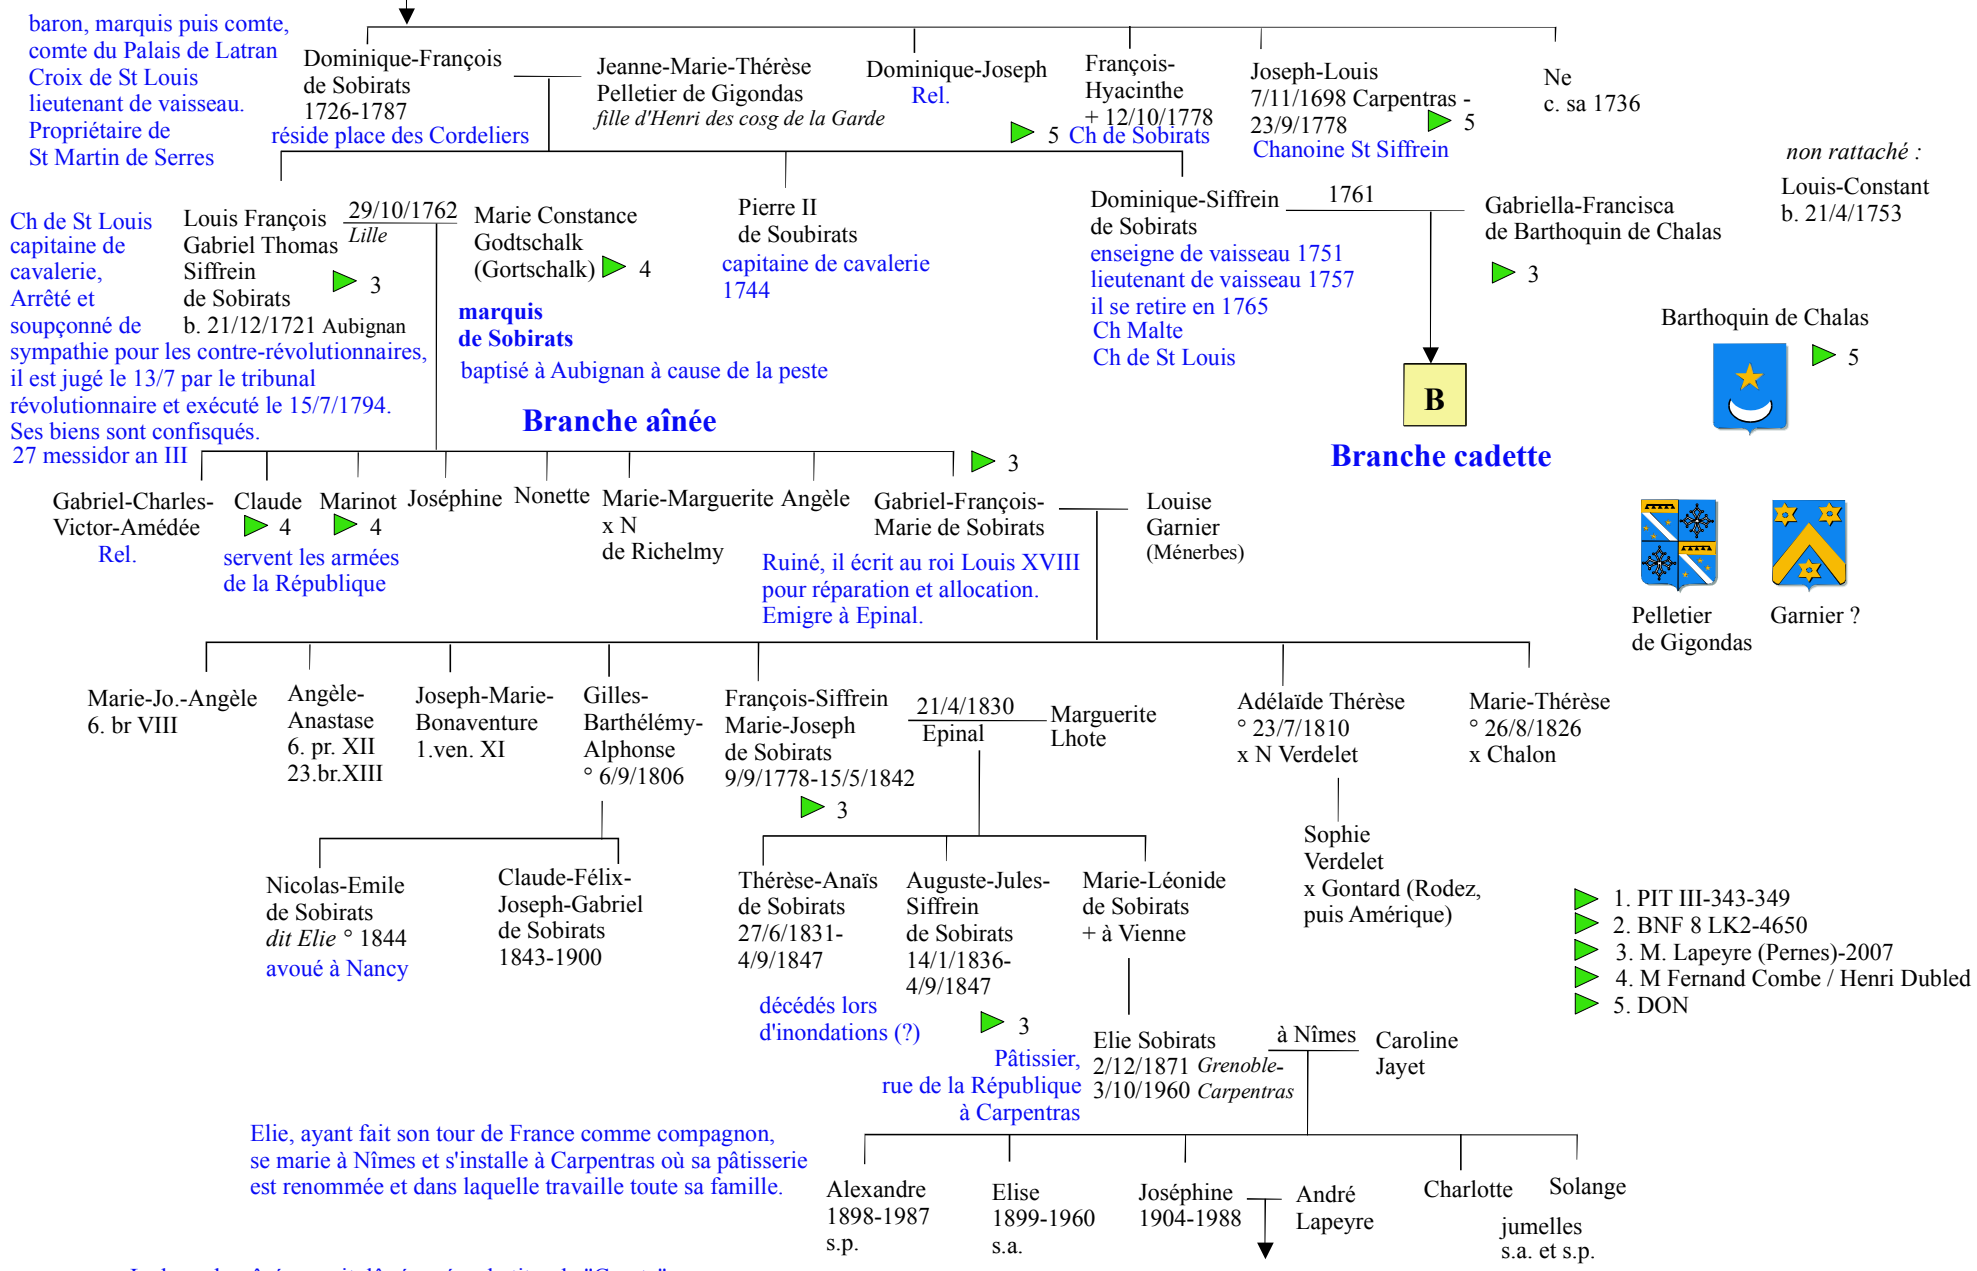 baron, marquis puis comte,
comte du Palais de Latran
Croix de St Louis
lieutenant de vaisseau.
Propriétaire de
St Martin de Serres
Dominique-François
de Sobirats
1726-1787
réside place des Cordeliers
Jeanne-Marie-Thérèse
Pelletier de Gigondas
fille d'Henri des cosg de la Garde
Dominique-Joseph
Rel.
François-
Hyacinthe
+ 12/10/1778
5 Ch de Sobirats
Joseph-Louis
7/11/1698 Carpentras -
23/9/1778
5
Chanoine St Siffrein
Ne
c. sa 1736
non rattaché :
Louis-Constant
b. 21/4/1753
Ch de St Louis
capitaine de
cavalerie,
Arrêté et
soupçonné de
sympathie pour les contre-révolutionnaires,
il est jugé le 13/7 par le tribunal
révolutionnaire et exécuté le 15/7/1794.
Ses biens sont confisqués.
27 messidor an III
Louis François
Gabriel Thomas
Siffrein
de Sobirats
b. 21/12/1721 Aubignan
3
29/10/1762
Lille
Marie Constance
Godtschalk
(Gortschalk)
4
marquis
de Sobirats
baptisé à Aubignan à cause de la peste
Pierre II
de Soubirats
capitaine de cavalerie
1744
Dominique-Siffrein
de Sobirats
enseigne de vaisseau 1751
lieutenant de vaisseau 1757
il se retire en 1765
Ch Malte
Ch de St Louis
1761
Gabriella-Francisca
de Barthoquin de Chalas
3
Barthoquin de Chalas
5
B
Branche aînée
Branche cadette
3
Gabriel-Charles-
Victor-Amédée
Rel.
Claude
4
Marinot
4
servent les armées
de la République
Joséphine
Nonette
Marie-Marguerite
x N
de Richelmy
Angèle
Gabriel-François-
Marie de Sobirats
Ruiné, il écrit au roi Louis XVIII
pour réparation et allocation.
Emigre à Epinal.
Louise
Garnier
(Ménerbes)
Pelletier
de Gigondas
Garnier ?
Marie-Jo.-Angèle
6. br VIII
Angèle-
Anastase
6. pr. XII
23.br.XIII
Joseph-Marie-
Bonaventure
1.ven. XI
Gilles-
Barthélémy-
Alphonse
° 6/9/1806
François-Siffrein
Marie-Joseph
de Sobirats
9/9/1778-15/5/1842
3
21/4/1830
Epinal
Marguerite
Lhote
Adélaïde Thérèse
° 23/7/1810
x N Verdelet
Marie-Thérèse
° 26/8/1826
x Chalon
Sophie
Verdelet
x Gontard (Rodez,
puis Amérique)
Nicolas-Emile
de Sobirats
dit Elie ° 1844
avoué à Nancy
Claude-Félix-
Joseph-Gabriel
de Sobirats
1843-1900
Thérèse-Anaïs
de Sobirats
27/6/1831-
4/9/1847
Auguste-Jules-
Siffrein
de Sobirats
14/1/1836-
4/9/1847
décédés lors
d'inondations (?)
3
Marie-Léonide
de Sobirats
+ à Vienne
1. PIT III-343-349
2. BNF 8 LK2-4650
3. M. Lapeyre (Pernes)-2007
4. M Fernand Combe / Henri Dubled
5. DON
Pâtissier,
rue de la République
à Carpentras
Elie Sobirats
2/12/1871 Grenoble-
3/10/1960 Carpentras
à Nîmes
Caroline
Jayet
Elie, ayant fait son tour de France comme compagnon,
se marie à Nîmes et s'installe à Carpentras où sa pâtisserie
est renommée et dans laquelle travaille toute sa famille.
Alexandre
1898-1987
s.p.
Elise
1899-1960
s.a.
Joséphine
1904-1988
André
Lapeyre
Charlotte
Solange
jumelles
s.a. et s.p.